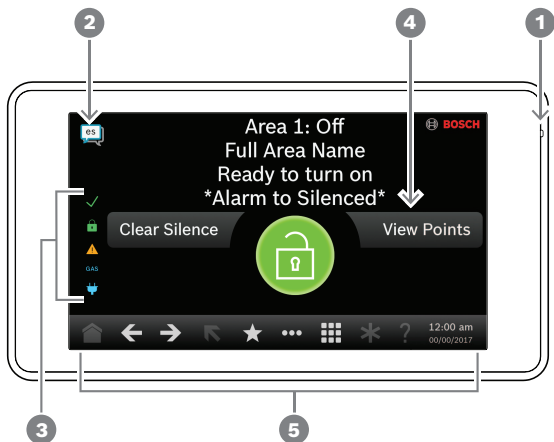 2
4
1
es
Area 1: Off
BOSCH
Full Area Name
Ready to turn on
*Alarm to Silenced*
Clear Silence
View Points
GAS
?
12:00 am
00/00/2017
3
5